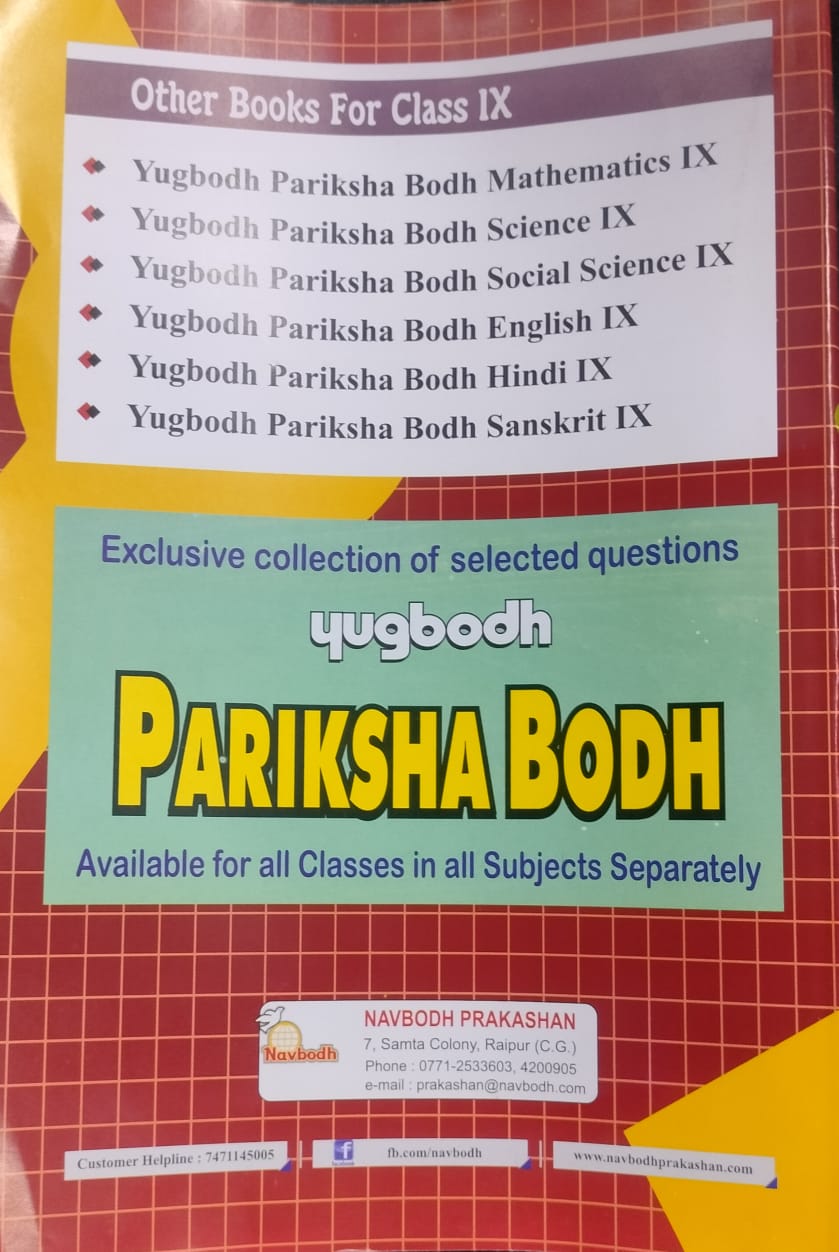 Other Books For Class IX
Yugbodh Pariksha Bodh Mathematics IX
Yugbodh Pariksha Bodh Science IX
Yugbodh Pariksha Bodh Social Science IX
Yugbodh Pariksha Bodh English IX
Yugbodh Pariksha Bodh Hindi IX
Yugbodh Pariksha Bodh Sanskrit IX
Exclusive collection of selected questions
yugbodh
PARIKSHA BODH
Available for all Classes in all Subjects Separately
Navbodh
NAVBODH PRAKASHAN
7, Samta Colony, Raipur (C.G.)
Phone : 0771-2533603, 4200905
e-mail : prakashan@navbodh.com
Customer Helpline : 7471145005
facebook
fb.com/navbodh
www.navbodhprakashan.com